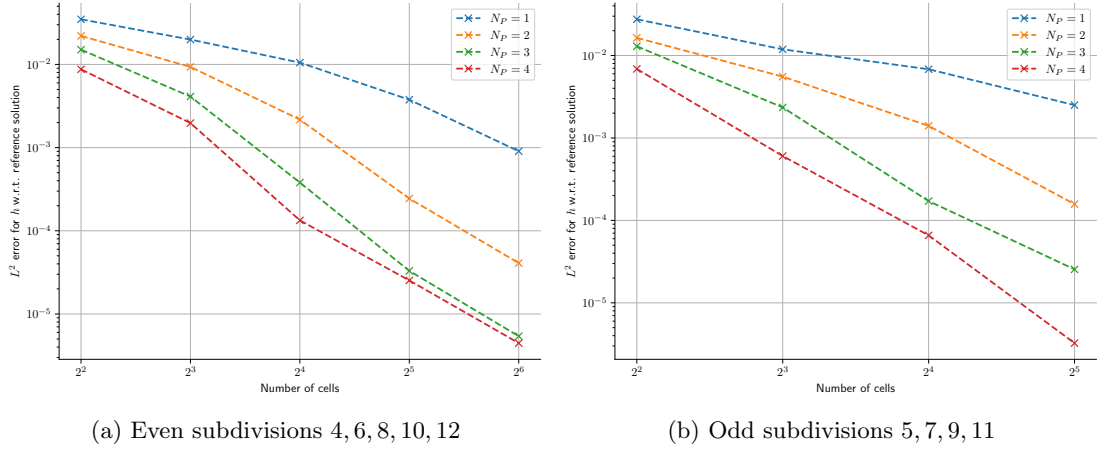 $N_P = 1$
$N_P = 2$
$N_P = 3$
$N_P = 4$
$10^{-2}$
$10^{-3}$
$10^{-4}$
$10^{-5}$
$L^2$ error for $h$ w.r.t. reference solution
$2^2$ $2^3$ $2^4$ $2^5$ $2^6$
Number of cells
(a) Even subdivisions 4, 6, 8, 10, 12
$N_P = 1$
$N_P = 2$
$N_P = 3$
$N_P = 4$
$10^{-2}$
$10^{-3}$
$10^{-4}$
$10^{-5}$
$L^2$ error for $h$ w.r.t. reference solution
$2^2$ $2^3$ $2^4$ $2^5$
Number of cells
(b) Odd subdivisions 5, 7, 9, 11